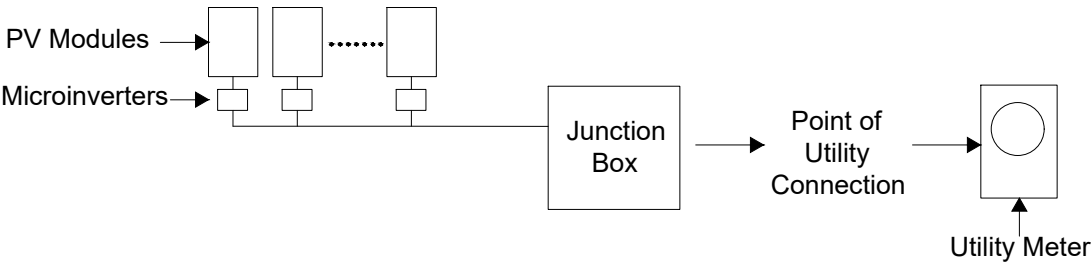 PV Modules
Microinverters
Junction
Box
Point of
Utility
Connection
Utility Meter